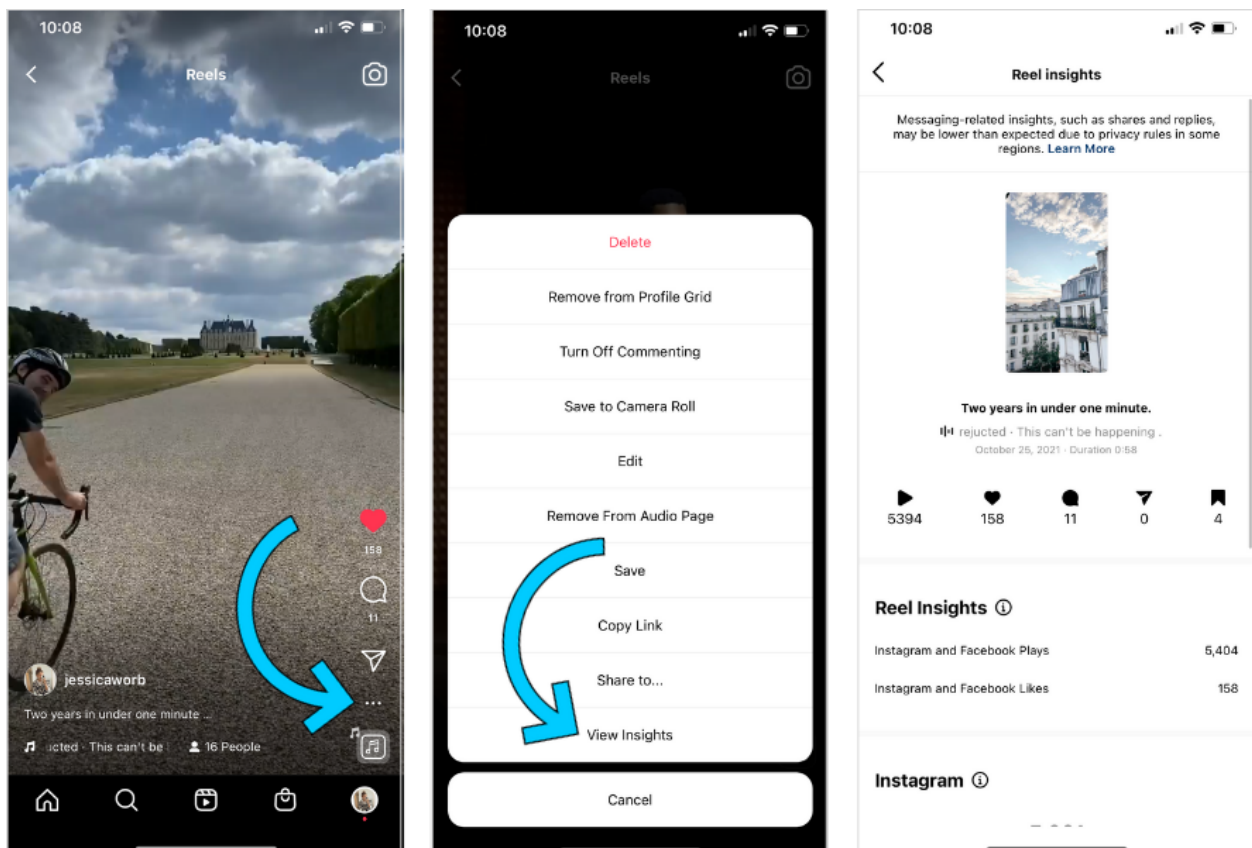 10:08
Reels
158
11
jessicaworb
Two years in under one minute ...
ucted · This can't be
16 People
10:08
Reels
Delete
Remove from Profile Grid
Turn Off Commenting
Save to Camera Roll
Edit
Remove From Audio Page
Save
Copy Link
Share to...
View Insights
Cancel
10:08
Reel insights
Messaging-related insights, such as shares and replies,
may be lower than expected due to privacy rules in some
regions. Learn More
Two years in under one minute.
rejucted · This can't be happening .
October 25, 2021 · Duration 0:58
5394 158 11 0 4
Reel Insights
Instagram and Facebook Plays 5,404
Instagram and Facebook Likes 158
Instagram